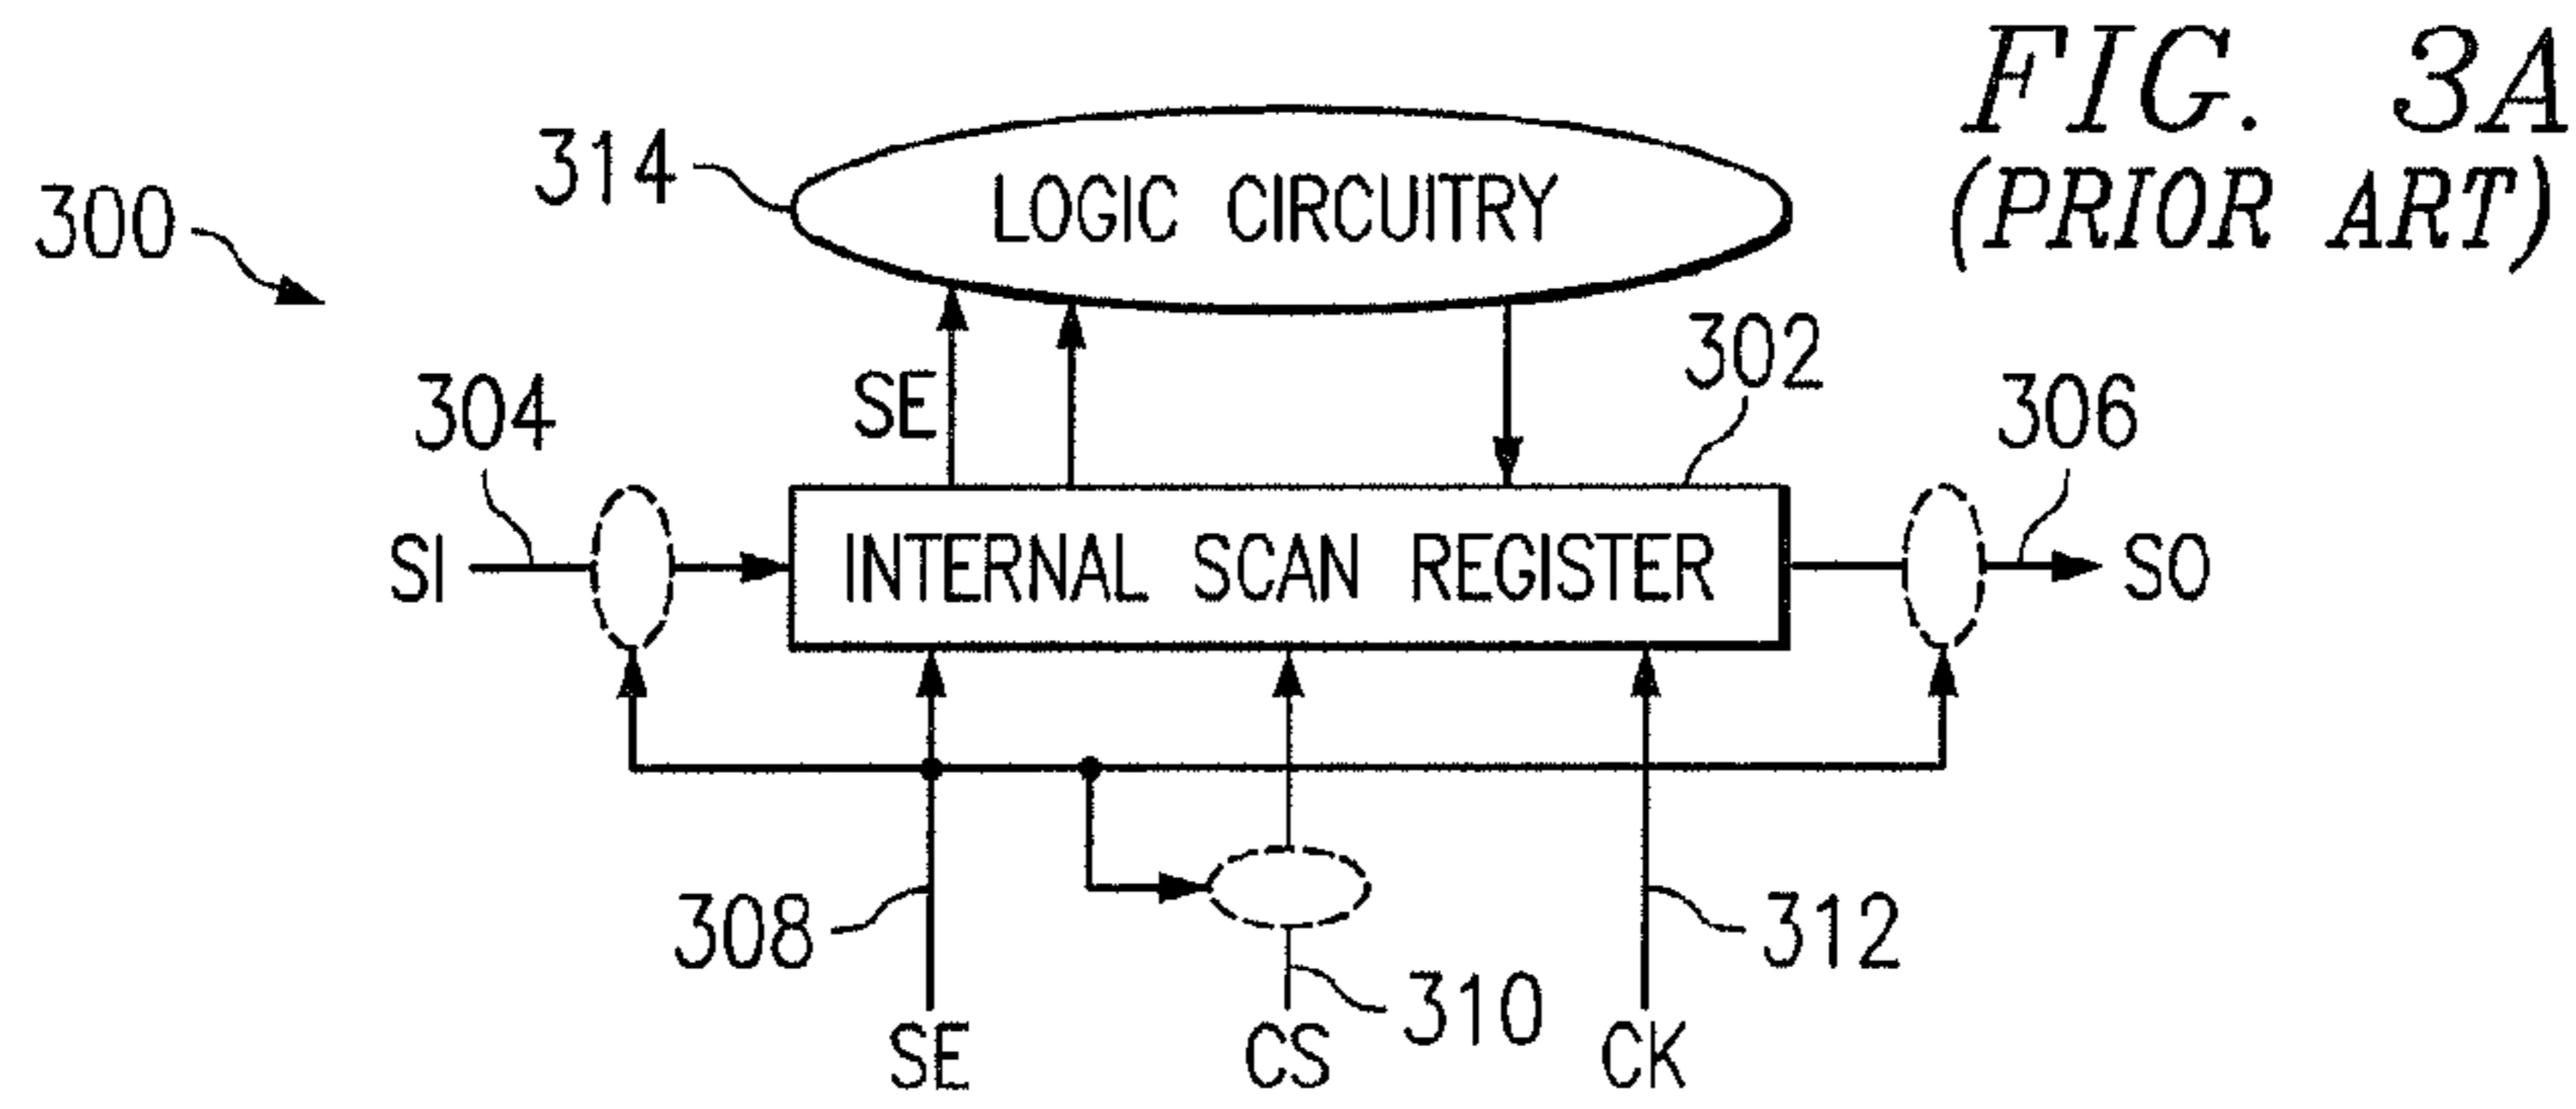 FIG. 3A
(PRIOR ART)
300
314
LOGIC CIRCUITRY
302
SE
304
306
SI
INTERNAL SCAN REGISTER
SO
308
312
310
SE
CS
CK